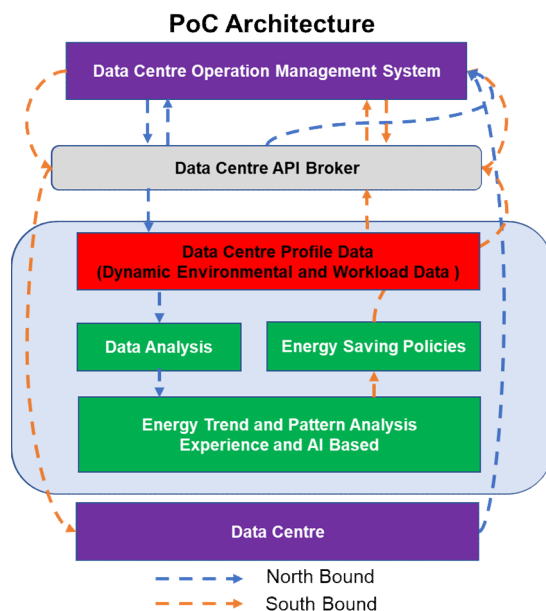 PoC Architecture
Data Centre Operation Management System
Data Centre API Broker
Data Centre Profile Data
(Dynamic Environmental and Workload Data )
Data Analysis
Energy Saving Policies
Energy Trend and Pattern Analysis
Experience and AI Based
Data Centre
North Bound
South Bound